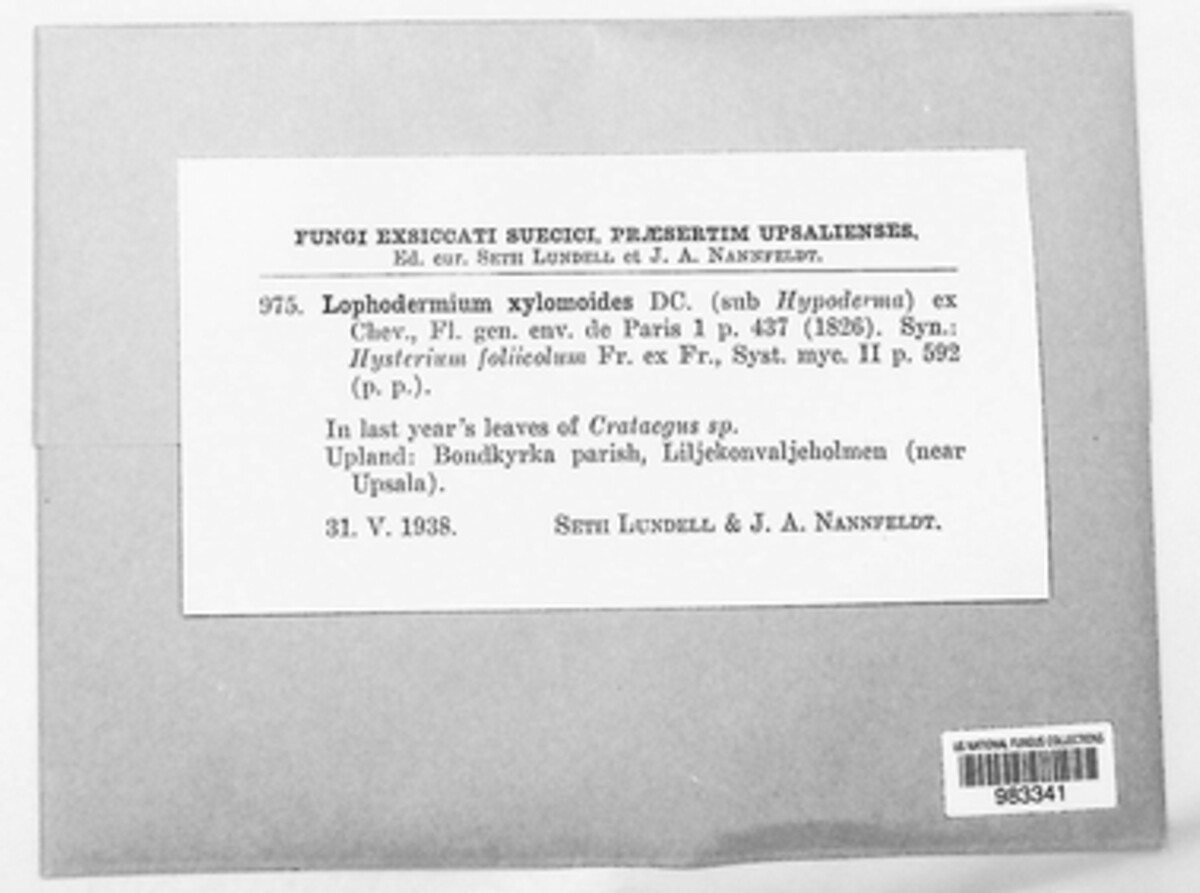 FUNGI EXSICCATI SUECICI, PRÆSERTIM UPSALIENSES,
Ed. cur. SETH LUNDELL et J. A. NANNFELDT.
975. Lophodermium xylomoides DC. (sub Hypoderma) ex
Chev., Fl. gen. env. de Paris 1 p. 437 (1826). Syn.:
Hysterium foliicolum Fr. ex Fr., Syst. myc. II p. 592
(p. p.).
In last year's leaves of Crataegus sp.
Upland: Bondkyrka parish, Liljekonvaljeholmen (near
Upsala).
31. V. 1938. SETH LUNDELL & J. A. NANNFELDT.
US NATIONAL FUNGUS COLLECTIONS
983341